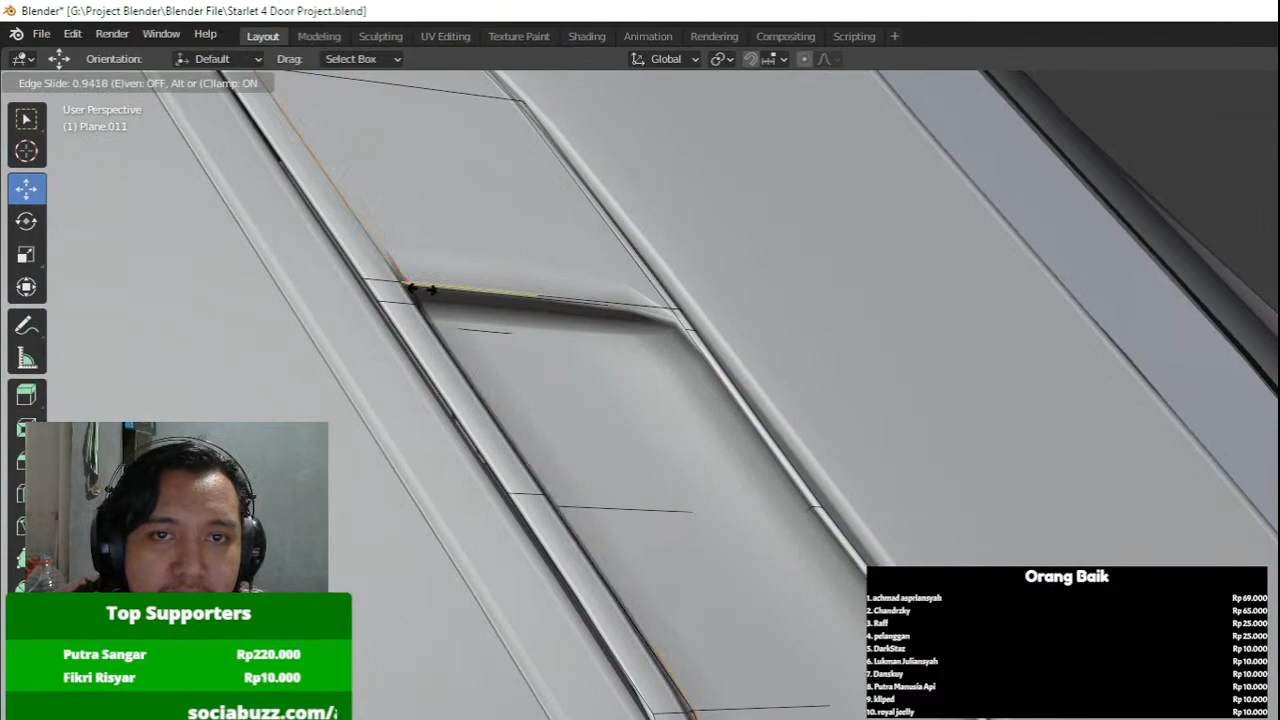 Blender* [G:\Project Blender\Blender File\Starlet 4 Door Project.blend]
File Edit Render Window Help Layout Modeling Sculpting UV Editing Texture Paint Shading Animation Rendering Compositing Scripting +
Orientation: Default Drag: Select Box Global
Edge Slide: 0.9418 (E)ven: OFF, Alt or (C)lamp: ON
User Perspective
(1) Plane.011
Top Supporters
Putra Sangar Rp220.000
Fikri Risyar Rp10.000
sociabuzz.com/
Orang Baik
1. achmad aspriansyah Rp 69.000
2. Chandrzky Rp 65.000
3. Raff Rp 25.000
4. pelanggan Rp 25.000
5. DarkStaz Rp 10.000
6. Lukman Juliansyah Rp 10.000
7. Danskuy Rp 10.000
8. Putra Manusia Api Rp 10.000
9. kliped Rp 10.000
10. royal jeelly Rp 10.000